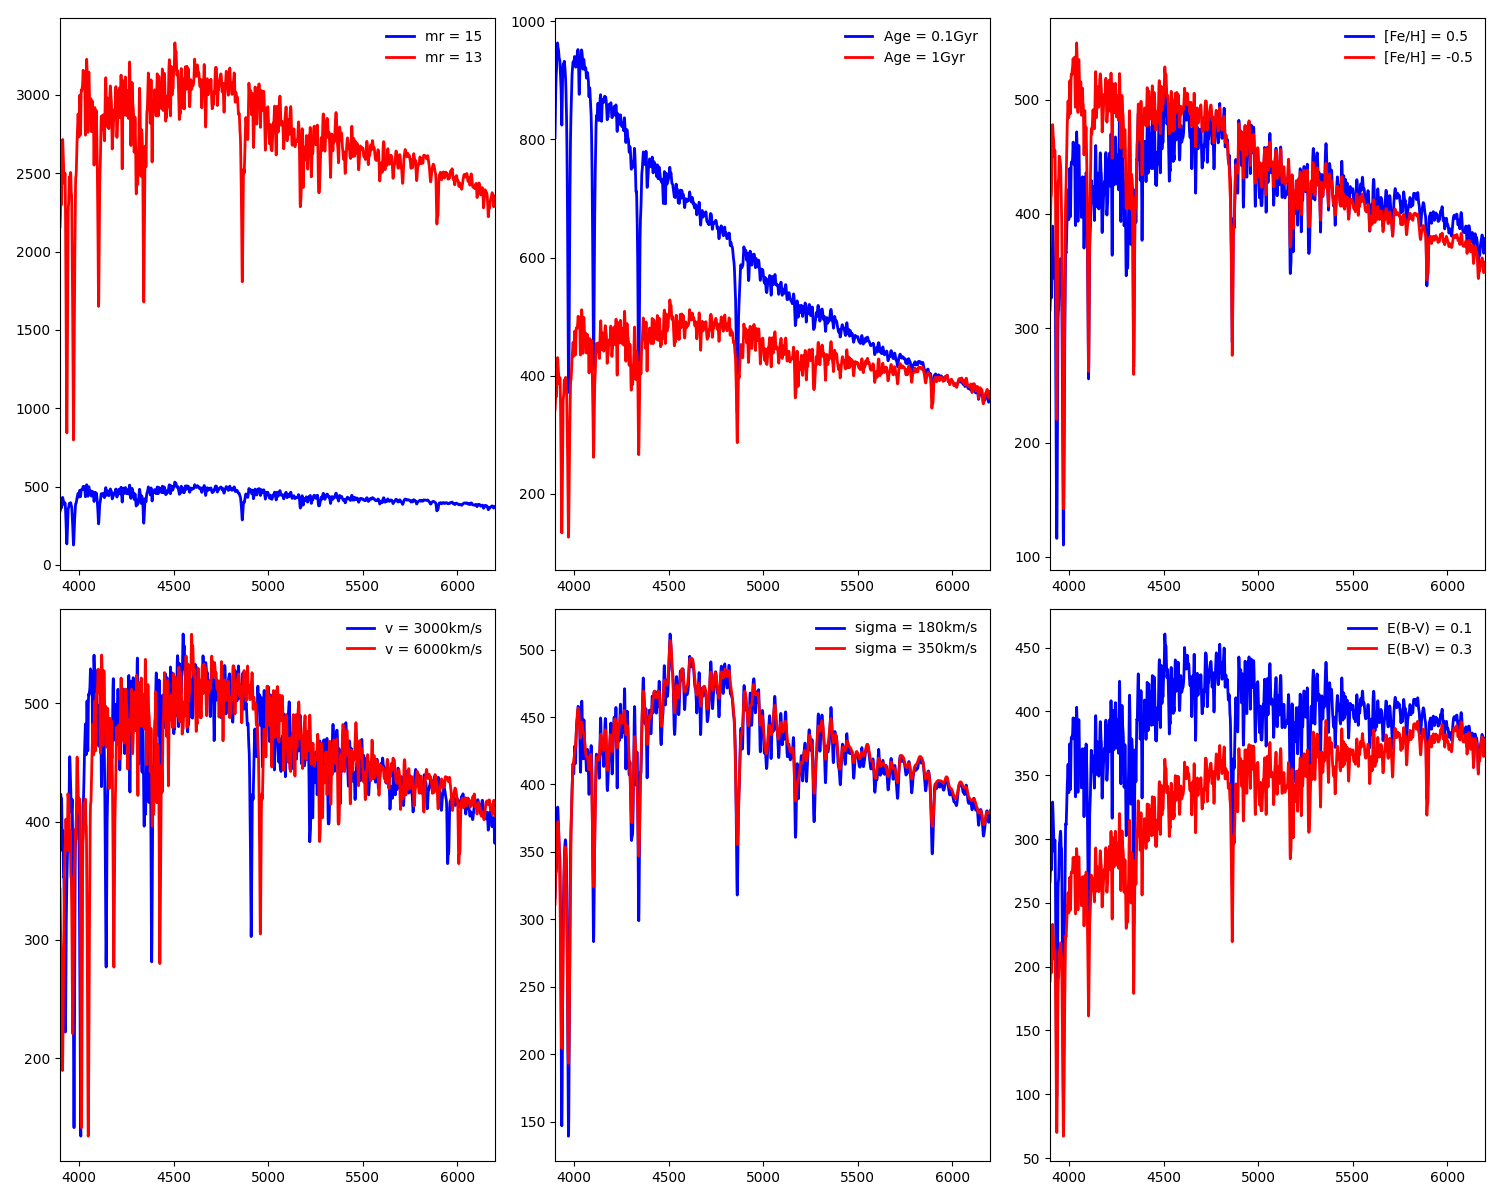 mr = 15
mr = 13
3000
2500
2000
1500
1000
500
0
4000 4500 5000 5500 6000
Age = 0.1Gyr
Age = 1Gyr
1000
800
600
400
200
4000 4500 5000 5500 6000
[Fe/H] = 0.5
[Fe/H] = -0.5
500
400
300
200
100
4000 4500 5000 5500 6000
v = 3000km/s
v = 6000km/s
500
400
300
200
4000 4500 5000 5500 6000
sigma = 180km/s
sigma = 350km/s
500
450
400
350
300
250
200
150
4000 4500 5000 5500 6000
E(B-V) = 0.1
E(B-V) = 0.3
450
400
350
300
250
200
150
100
50
4000 4500 5000 5500 6000